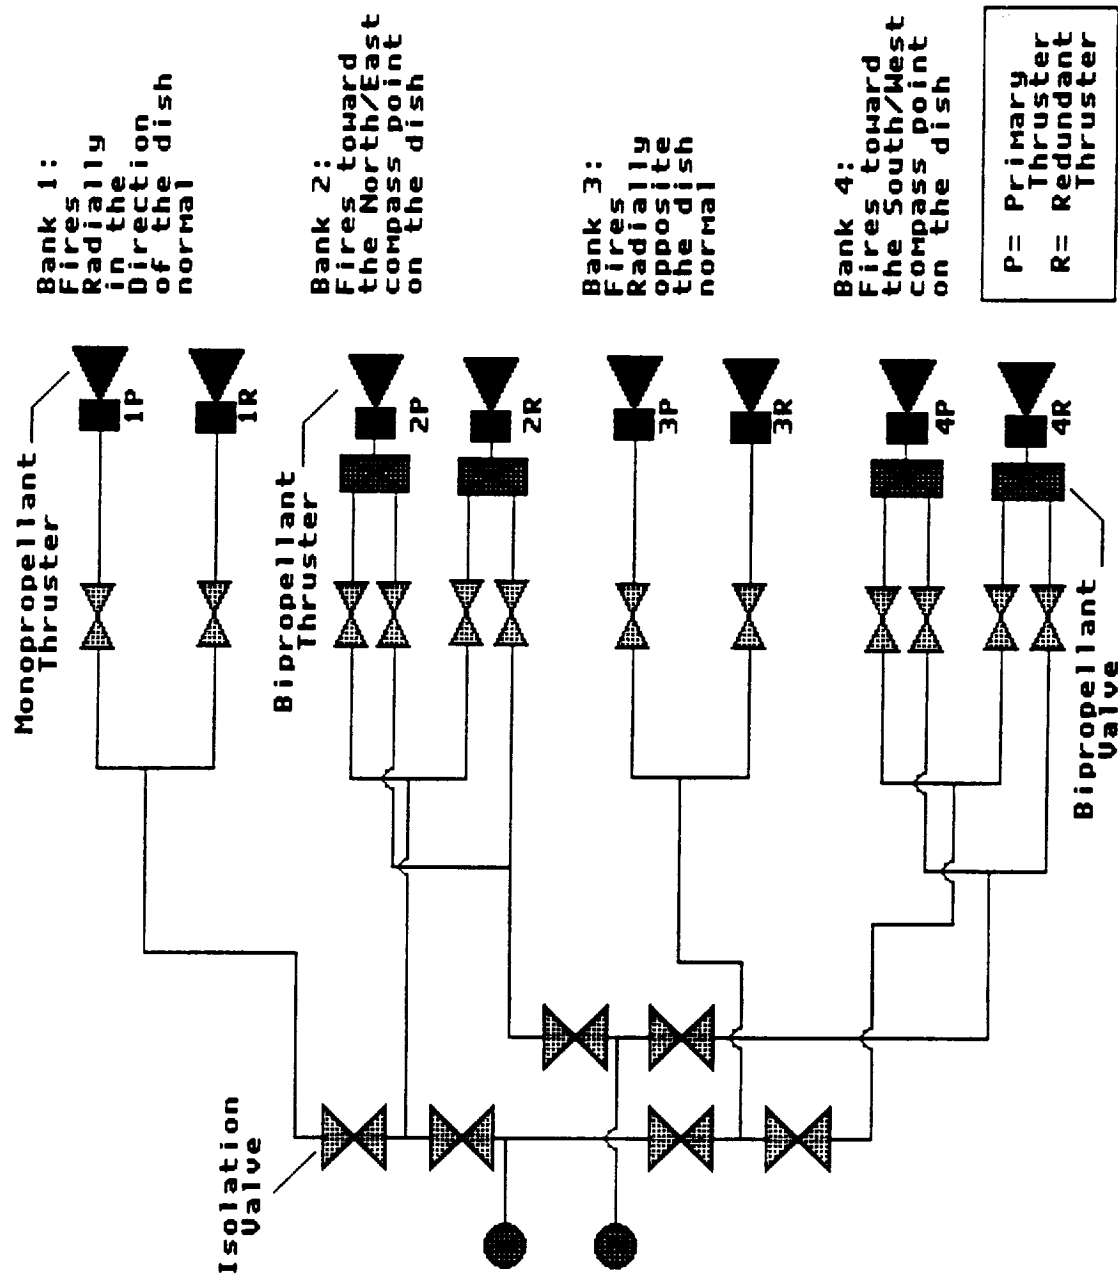 Monopropellant
Thruster
Bank 1:
Fires
Radially
in the
Direction
of the dish
normal
1P
1R
Bipropellant
Thruster
Bank 2:
Fires toward
the North/East
compass point
on the dish
2P
2R
Bank 3:
Fires
Radially
opposite
the dish
normal
3P
3R
Bank 4:
Fires toward
the South/West
compass point
on the dish
4P
4R
Isolation
Valve
Bipropellant
Valve
P= Primary
Thruster
R= Redundant
Thruster